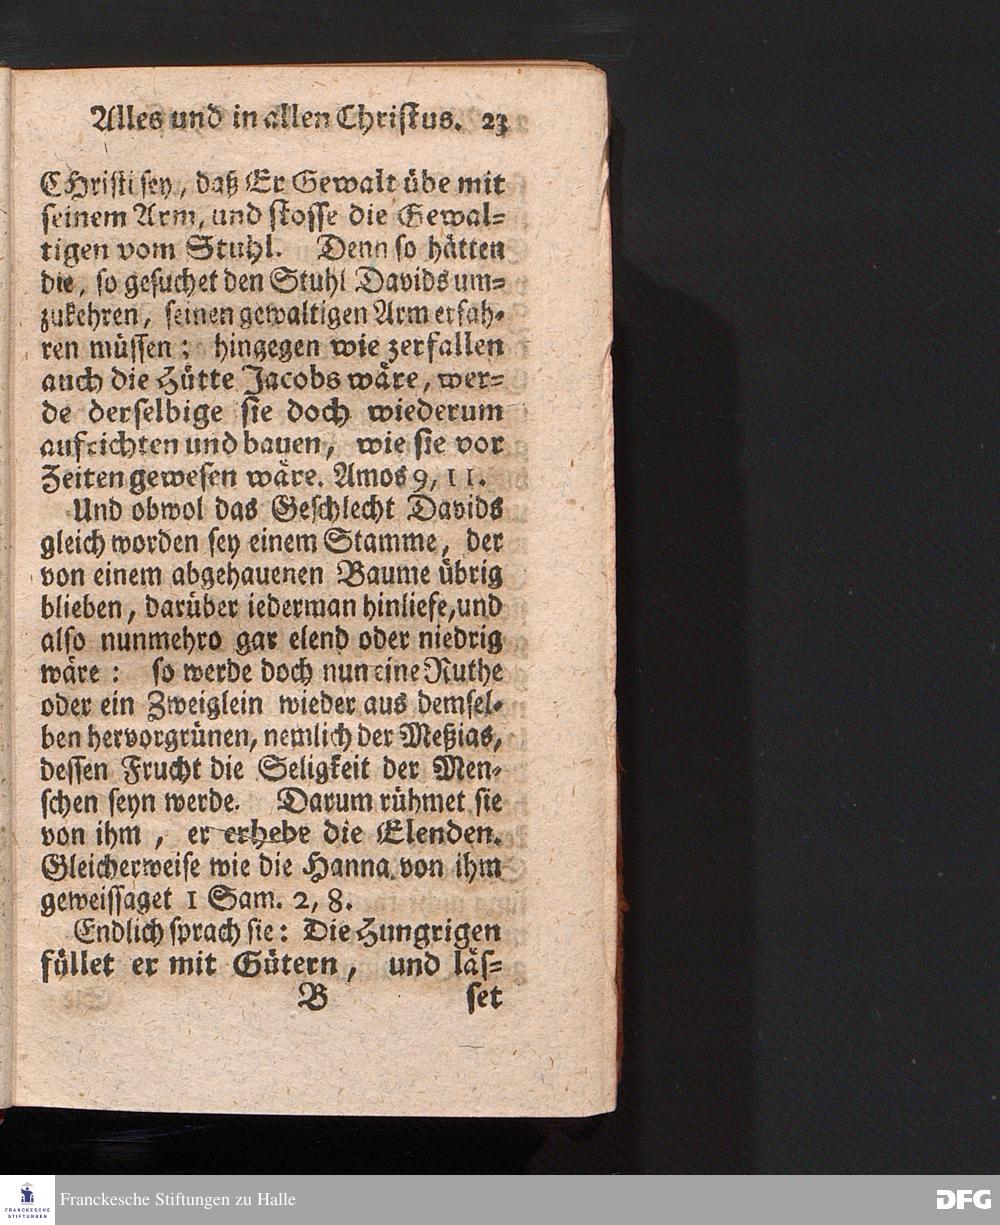 Alles und in allen Christus. 23
CHristi sey, daß Er Gewalt übe mit
seinem Arm, und stosse die Gewal=
tigen vom Stuhl. Denn so hätten
die, so gesuchet den Stuhl Davids um=
zukehren, seinen gewaltigen Arm erfah=
ren müssen; hingegen wie zerfallen
auch die Hütte Jacobs wäre, wer=
de derselbige sie doch wiederum
aufrichten und bauen, wie sie vor
Zeiten gewesen wäre. Amos 9, 11.
Und obwol das Geschlecht Davids
gleich worden sey einem Stamme, der
von einem abgehauenen Baume übrig
blieben, darüber iederman hinliefe, und
also nunmehro gar elend oder niedrig
wäre: so werde doch nun eine Ruthe
oder ein Zweiglein wieder aus demsel=
ben hervorgrünen, nemlich der Meßias,
dessen Frucht die Seligkeit der Men=
schen seyn werde. Darum rühmet sie
von ihm, er erhebe die Elenden.
Gleicherweise wie die Hanna von ihm
geweissaget 1 Sam. 2, 8.
Endlich sprach sie: Die Hungrigen
füllet er mit Gütern, und läs=
B set
FRANCKESCHE STIFTUNGEN
Franckesche Stiftungen zu Halle
DFG